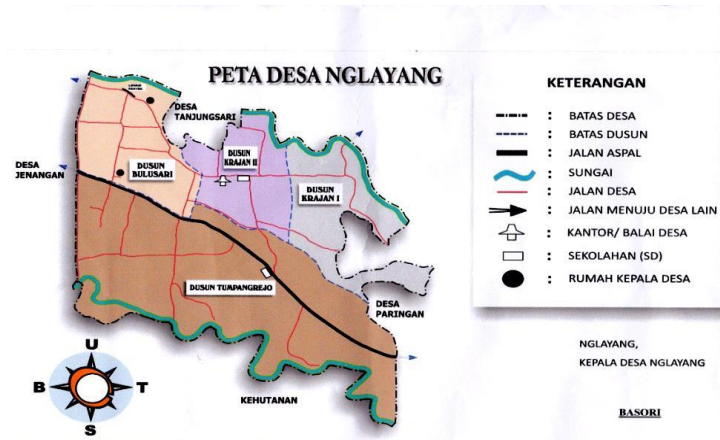 PETA DESA NGLAYANG
DESA
TANJUNGSARI
DESA
JENANGAN
DUSUN
BULUSARI
DUSUN
KRAJAN II
DUSUN
KRAJAN I
DUSUN TUMPANGREJO
DESA
PARINGAN
KEHUTANAN
U
B
T
S
KETERANGAN
: BATAS DESA
: BATAS DUSUN
: JALAN ASPAL
: SUNGAI
: JALAN DESA
: JALAN MENUJU DESA LAIN
: KANTOR/ BALAI DESA
: SEKOLAHAN (SD)
: RUMAH KEPALA DESA
NGLAYANG,
KEPALA DESA NGLAYANG
BASORI